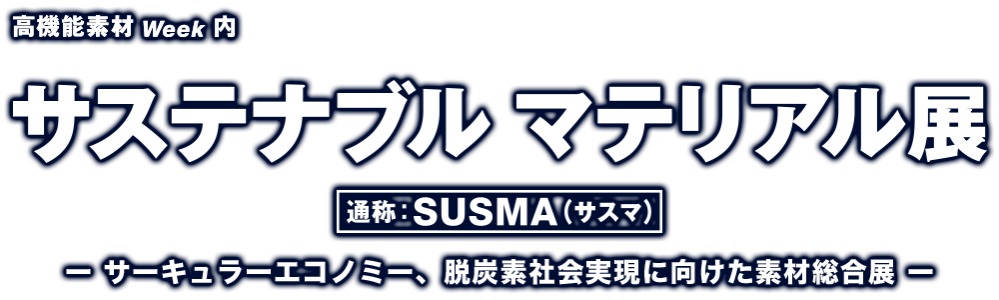 高機能素材 Week 内
サステナブル マテリアル展
通称：SUSMA（サスマ）
ー サーキュラーエコノミー、脱炭素社会実現に向けた素材総合展 ー